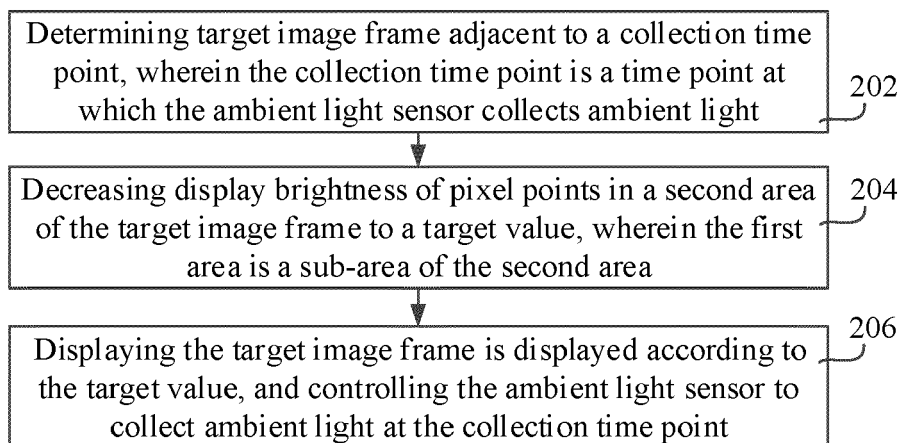 Determining target image frame adjacent to a collection time
point, wherein the collection time point is a time point at
which the ambient light sensor collects ambient light
202
Decreasing display brightness of pixel points in a second area
of the target image frame to a target value, wherein the first
area is a sub-area of the second area
204
Displaying the target image frame is displayed according to
the target value, and controlling the ambient light sensor to
collect ambient light at the collection time point
206